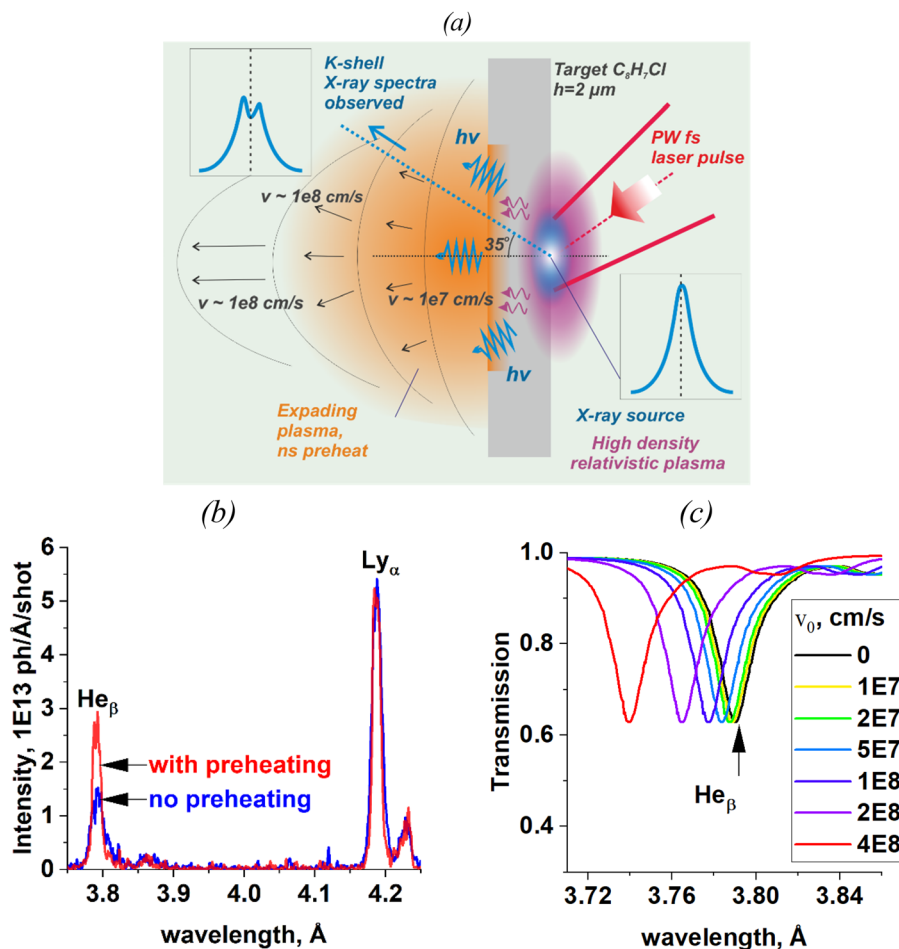 (a)
K-shell
X-ray spectra
observed
Target C₈H₇Cl
h=2 μm
hν
PW fs
laser pulse
v ~ 1e8 cm/s
35°
v ~ 1e8 cm/s
v ~ 1e7 cm/s
hν
Expading
plasma,
ns preheat
X-ray source
High density
relativistic plasma
(b)
Intensity, 1E13 ph/Å/shot
6
5
4
3
2
1
0
Heβ
Lyα
with preheating
no preheating
3.8 3.9 4.0 4.1 4.2
wavelength, Å
(c)
Transmission
1.0
0.8
0.6
0.4
Heβ
v₀, cm/s
0
1E7
2E7
5E7
1E8
2E8
4E8
3.72 3.76 3.80 3.84
wavelength, Å